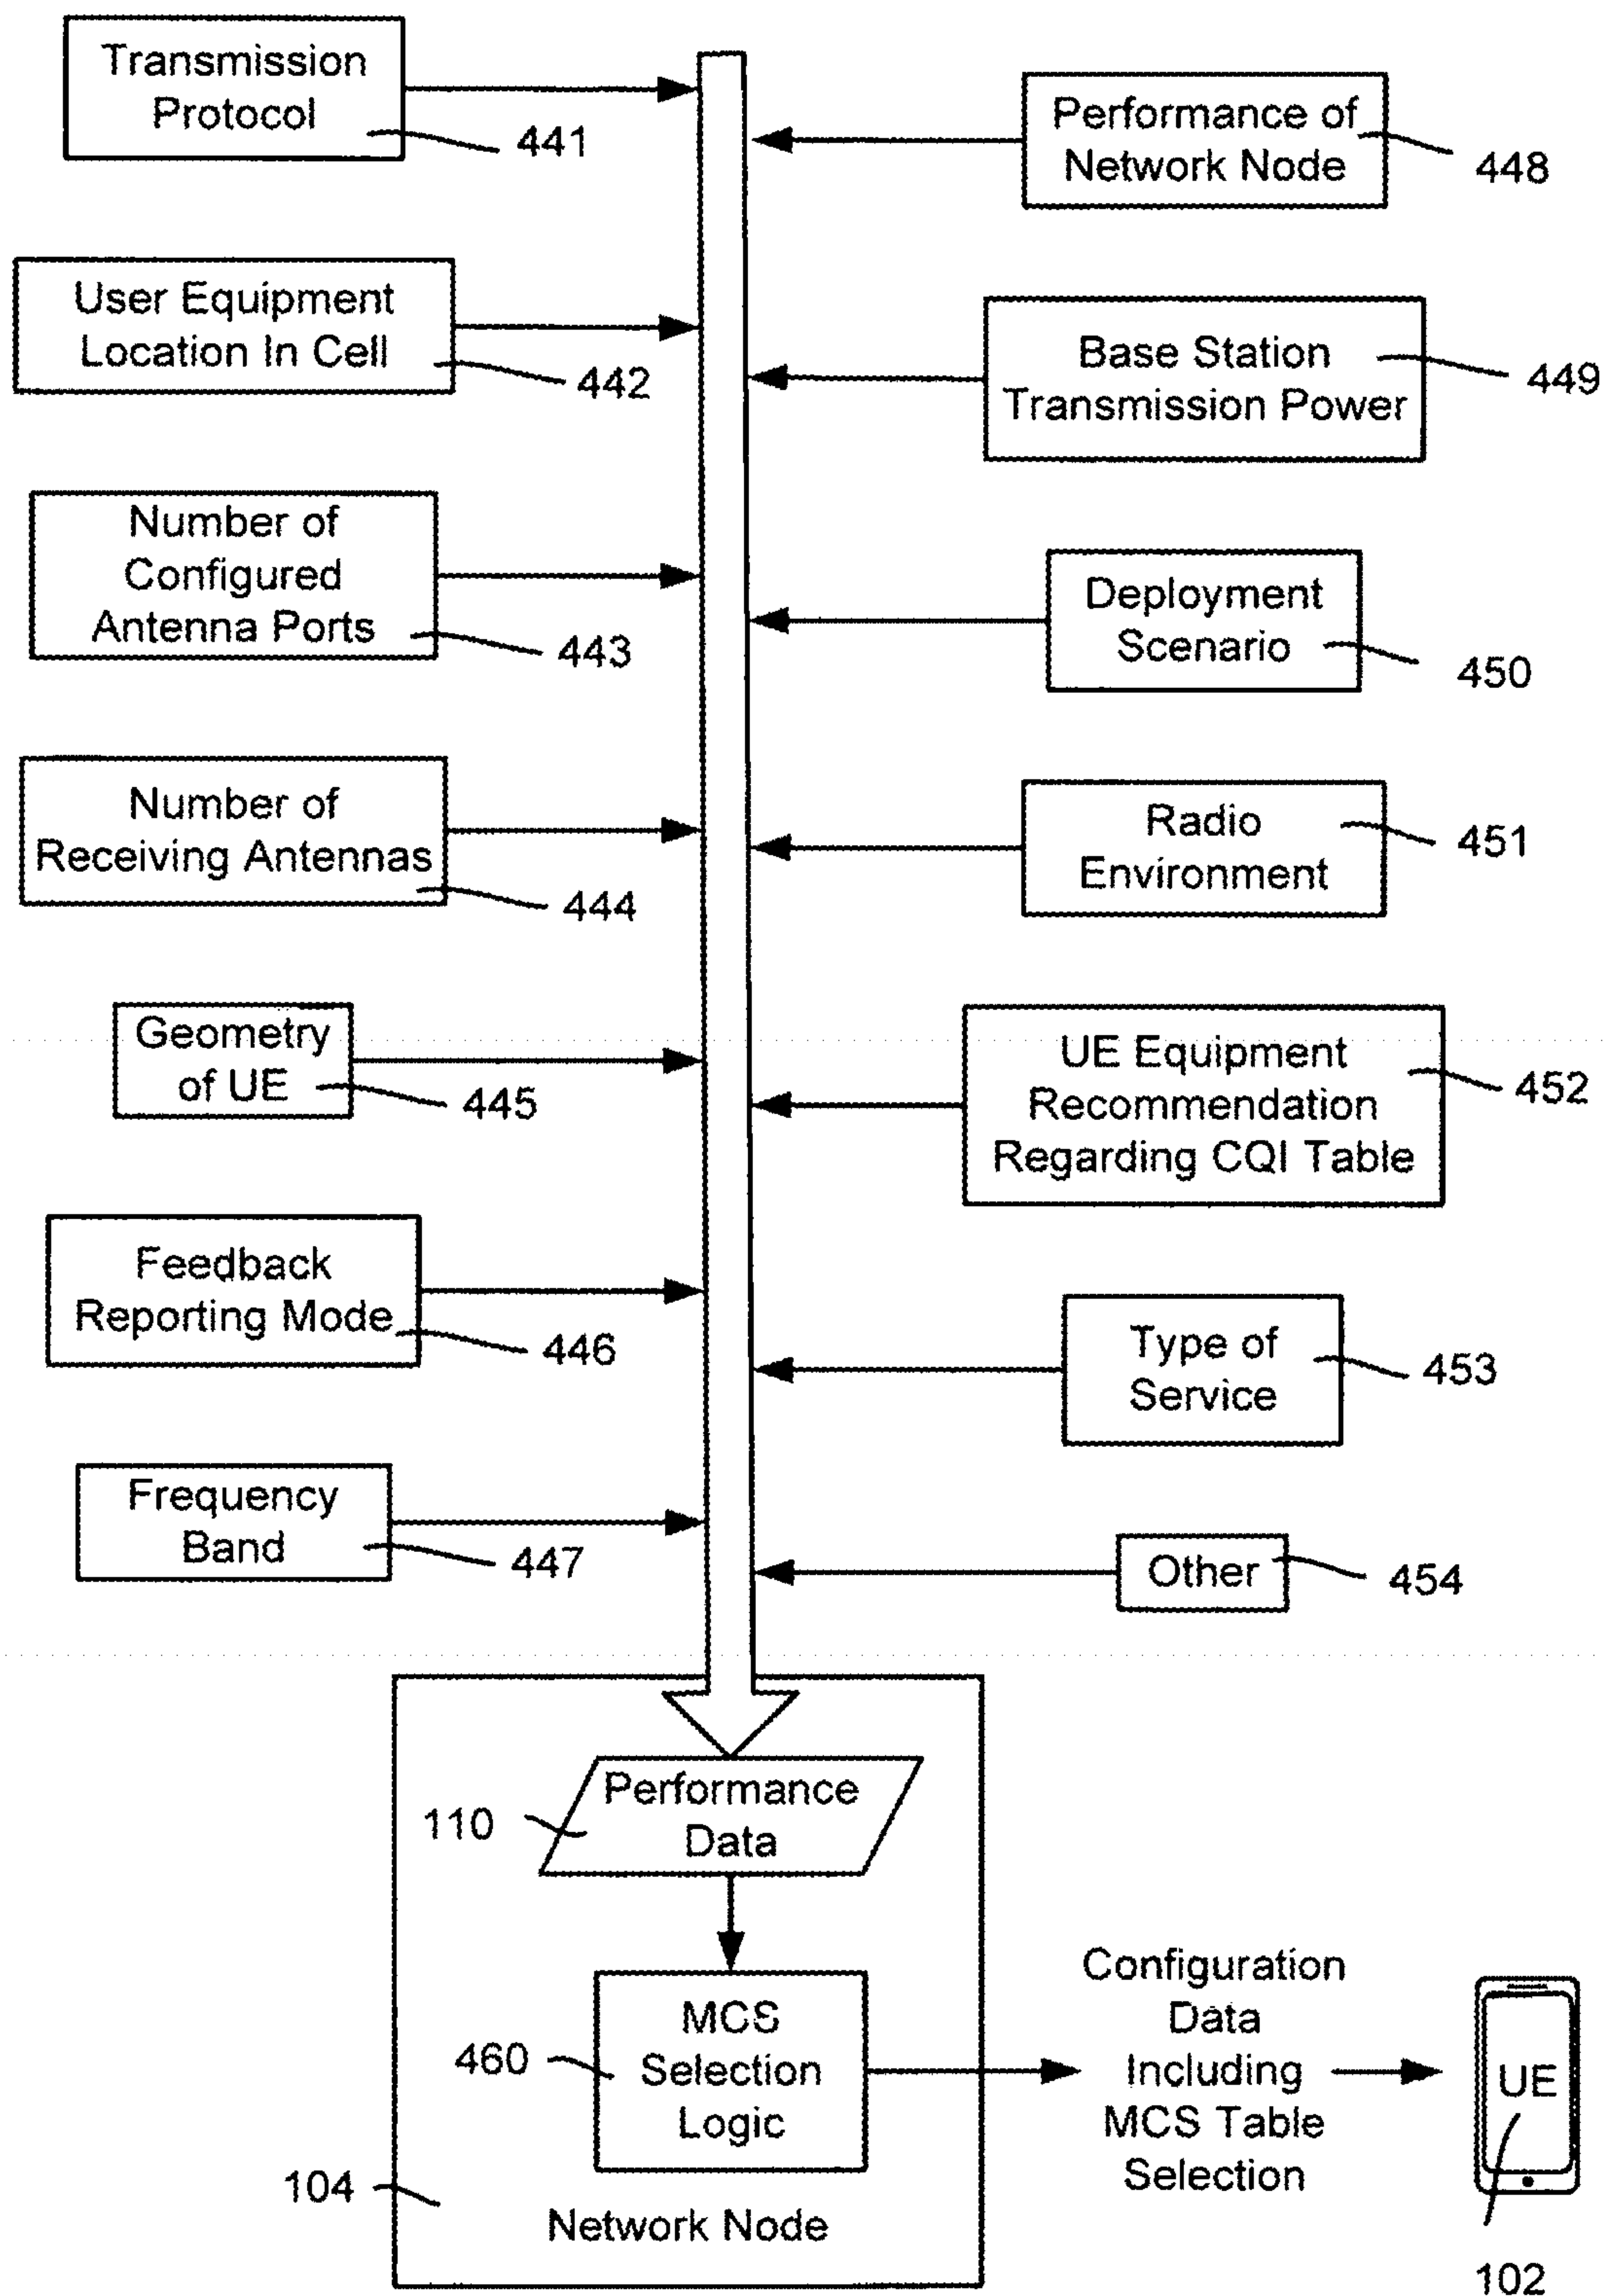 Transmission
Protocol
441
Performance of
Network Node
448
User Equipment
Location In Cell
442
Base Station
Transmission Power
449
Number of
Configured
Antenna Ports
443
Deployment
Scenario
450
Number of
Receiving Antennas
444
Radio
Environment
451
Geometry
of UE
445
UE Equipment
Recommendation
Regarding CQI Table
452
Feedback
Reporting Mode
446
Type of
Service
453
Frequency
Band
447
Other
454
Performance
Data
110
MCS
Selection
Logic
460
Configuration
Data
Including
MCS Table
Selection
UE
104
Network Node
102